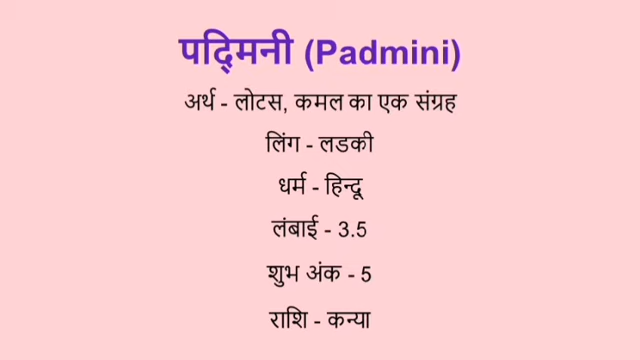 पद्मिनी (Padmini)
अर्थ - लोटस, कमल का एक संग्रह
लिंग - लडकी
धर्म - हिन्दू
लंबाई - 3.5
शुभ अंक - 5
राशि - कन्या